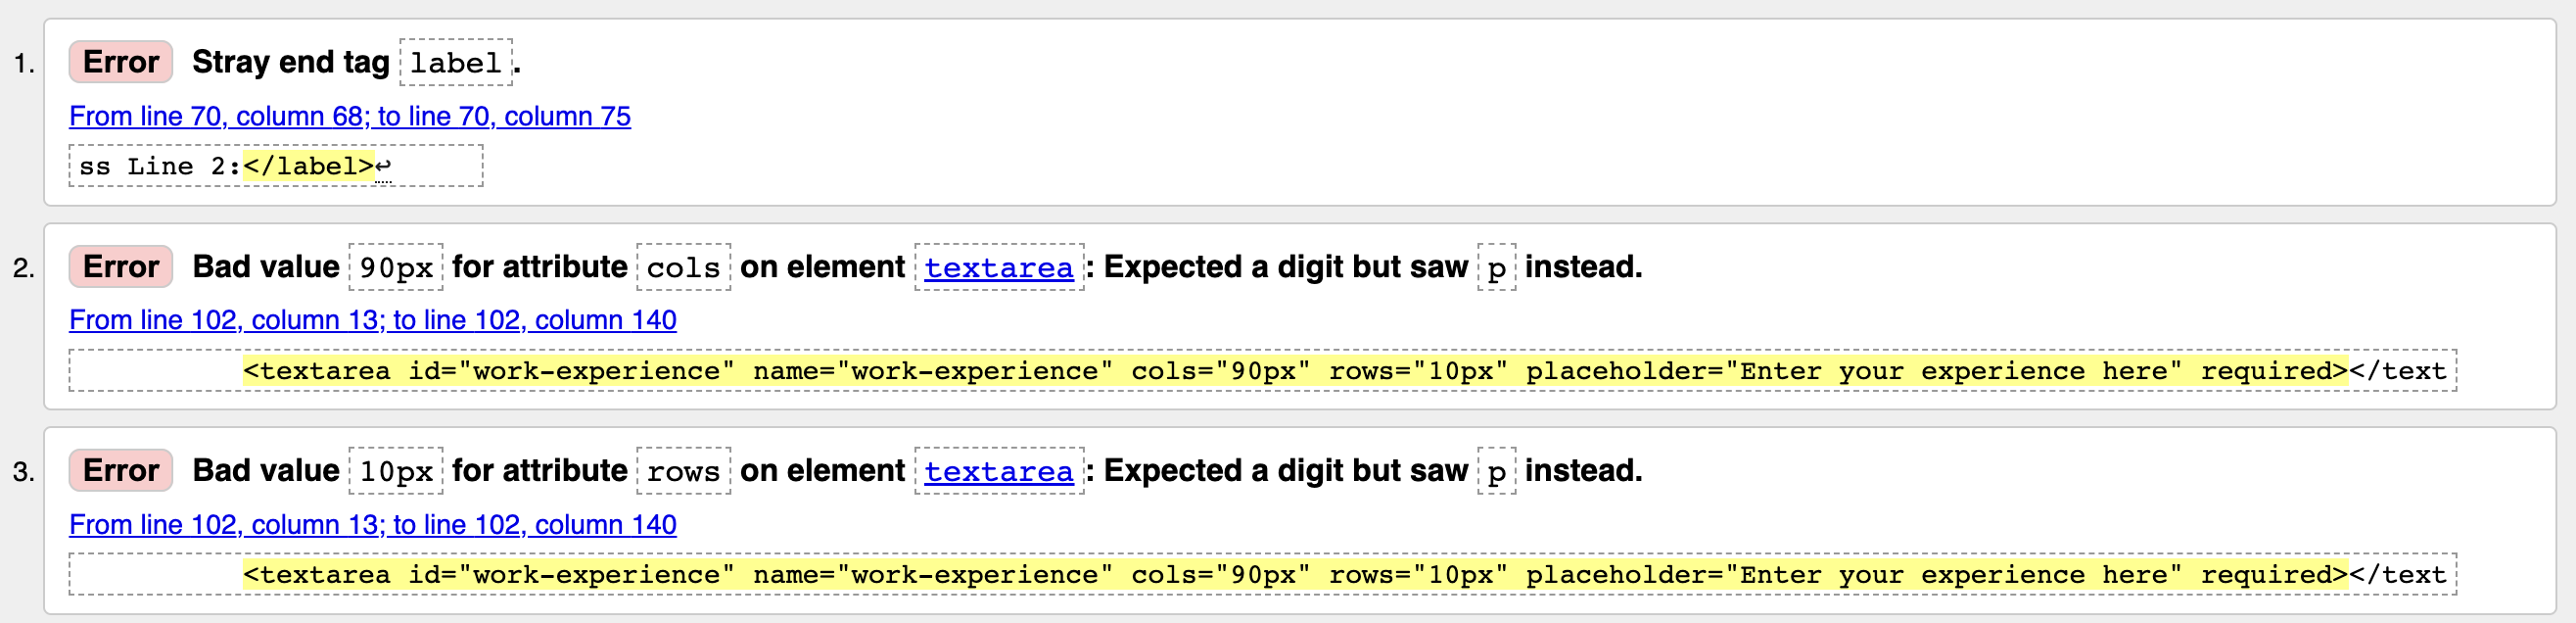 1. Error Stray end tag label.
From line 70, column 68; to line 70, column 75
ss Line 2:</label>↩
2. Error Bad value 90px for attribute cols on element textarea: Expected a digit but saw p instead.
From line 102, column 13; to line 102, column 140
<textarea id="work-experience" name="work-experience" cols="90px" rows="10px" placeholder="Enter your experience here" required></text
3. Error Bad value 10px for attribute rows on element textarea: Expected a digit but saw p instead.
From line 102, column 13; to line 102, column 140
<textarea id="work-experience" name="work-experience" cols="90px" rows="10px" placeholder="Enter your experience here" required></text